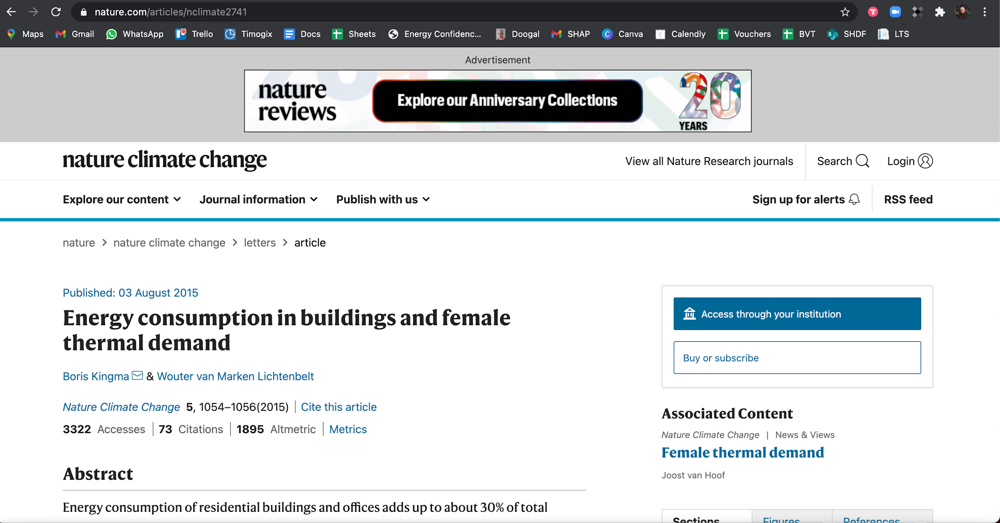 nature.com/articles/nclimate2741
Maps Gmail WhatsApp Trello Timogix Docs Sheets Energy Confidenc... Doogal SHAP Canva Calendly Vouchers BVT SHDF LTS
Advertisement
nature
reviews
Explore our Anniversary Collections
20
YEARS
nature climate change
View all Nature Research journals Search Login
Explore our content Journal information Publish with us Sign up for alerts RSS feed
nature > nature climate change > letters > article
Published: 03 August 2015
Energy consumption in buildings and female
thermal demand
Boris Kingma & Wouter van Marken Lichtenbelt
Nature Climate Change 5, 1054–1056(2015) | Cite this article
3322 Accesses | 73 Citations | 1895 Altmetric | Metrics
Abstract
Energy consumption of residential buildings and offices adds up to about 30% of total
Access through your institution
Buy or subscribe
Associated Content
Nature Climate Change | News & Views
Female thermal demand
Joost van Hoof
Sections Figures References